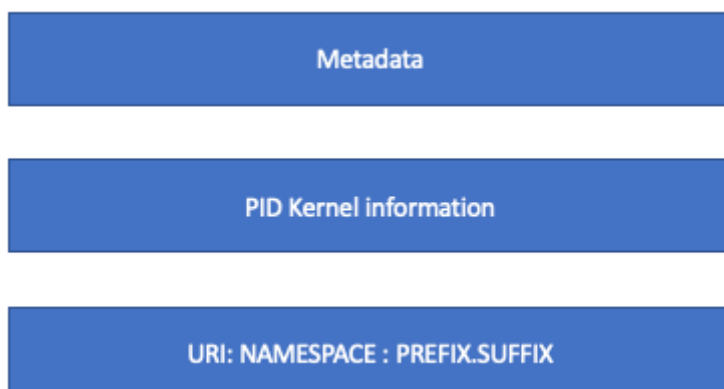 Metadata
PID Kernel information
URI: NAMESPACE : PREFIX.SUFFIX